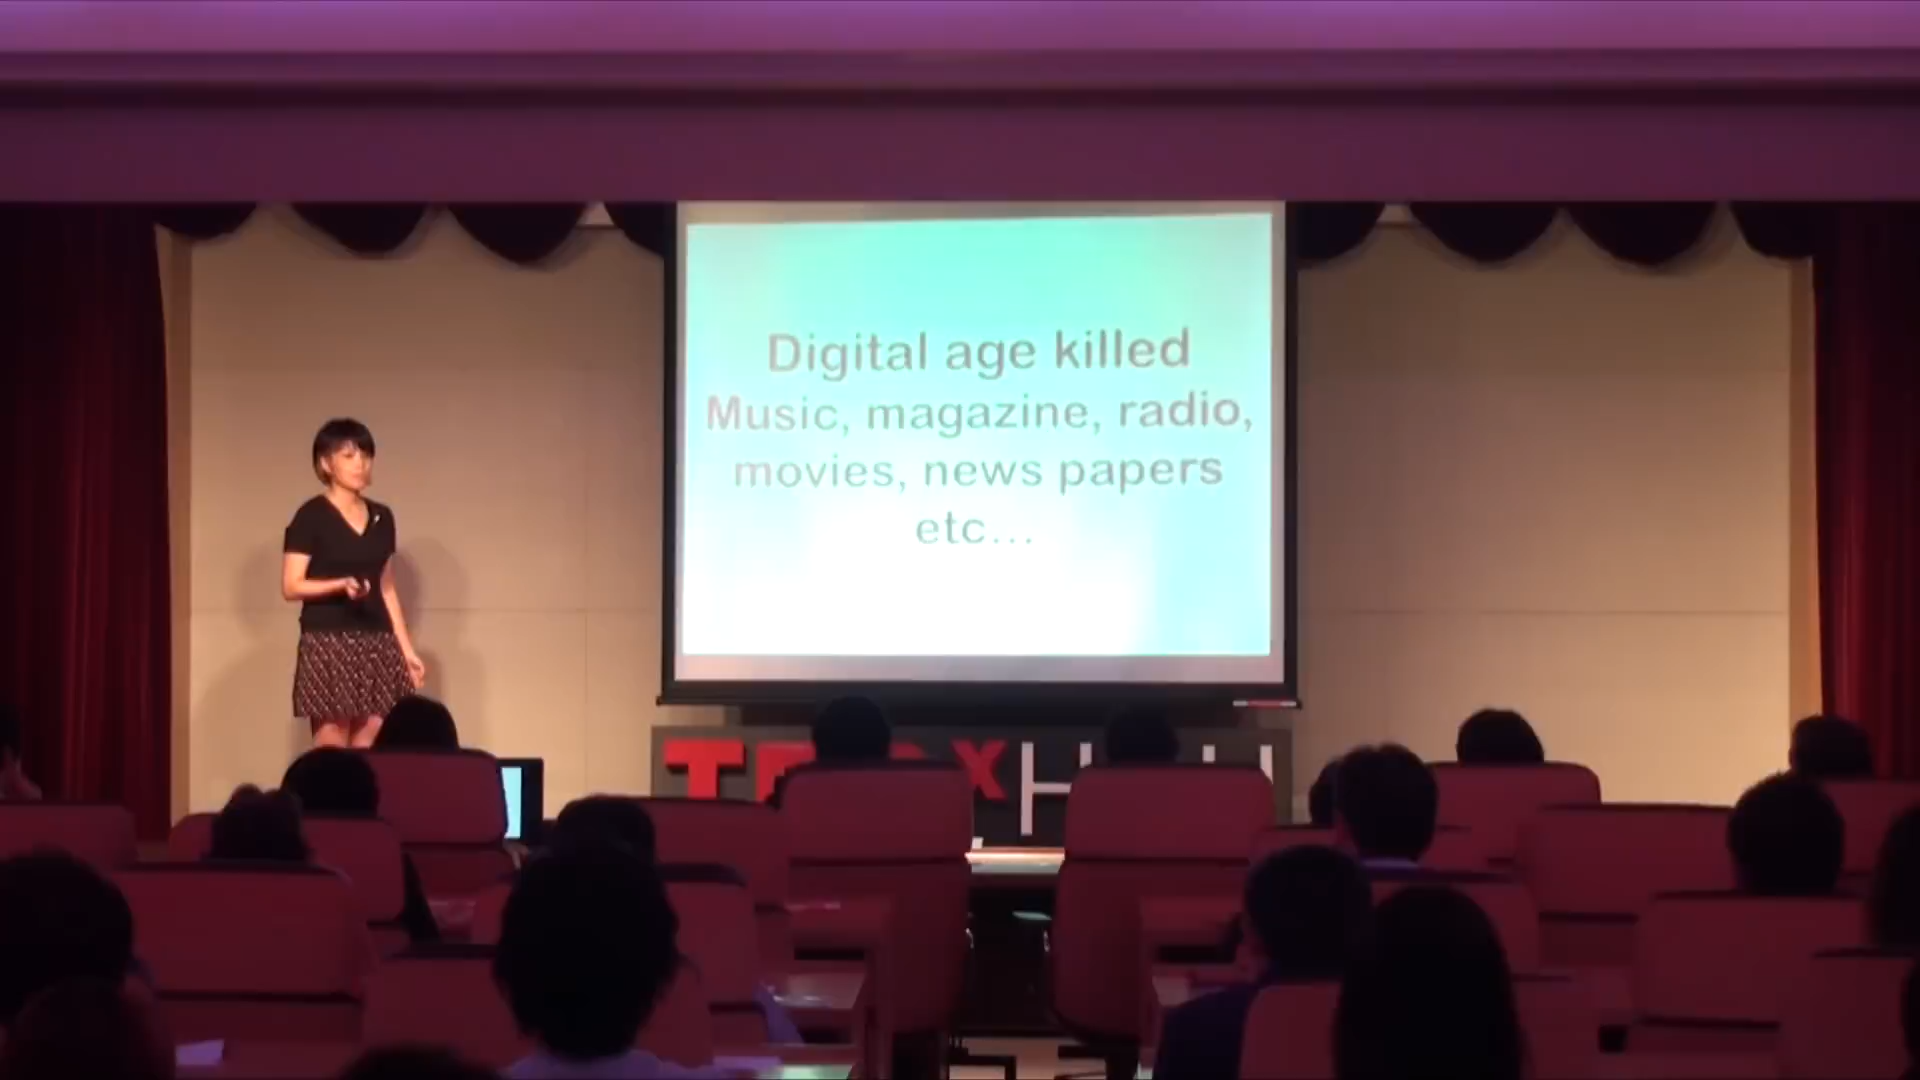 Digital age killed
Music, magazine, radio,
movies, news papers
etc...